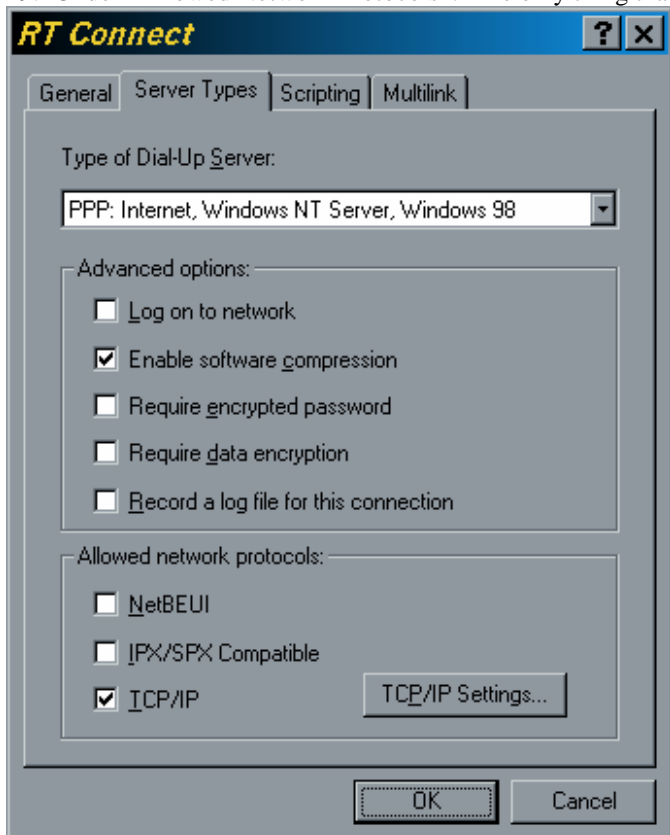 RT Connect
General Server Types Scripting Multilink
Type of Dial-Up Server:
PPP: Internet, Windows NT Server, Windows 98
Advanced options:
Log on to network
Enable software compression
Require encrypted password
Require data encryption
Record a log file for this connection
Allowed network protocols:
NetBEUI
IPX/SPX Compatible
TCP/IP TCP/IP Settings...
OK Cancel